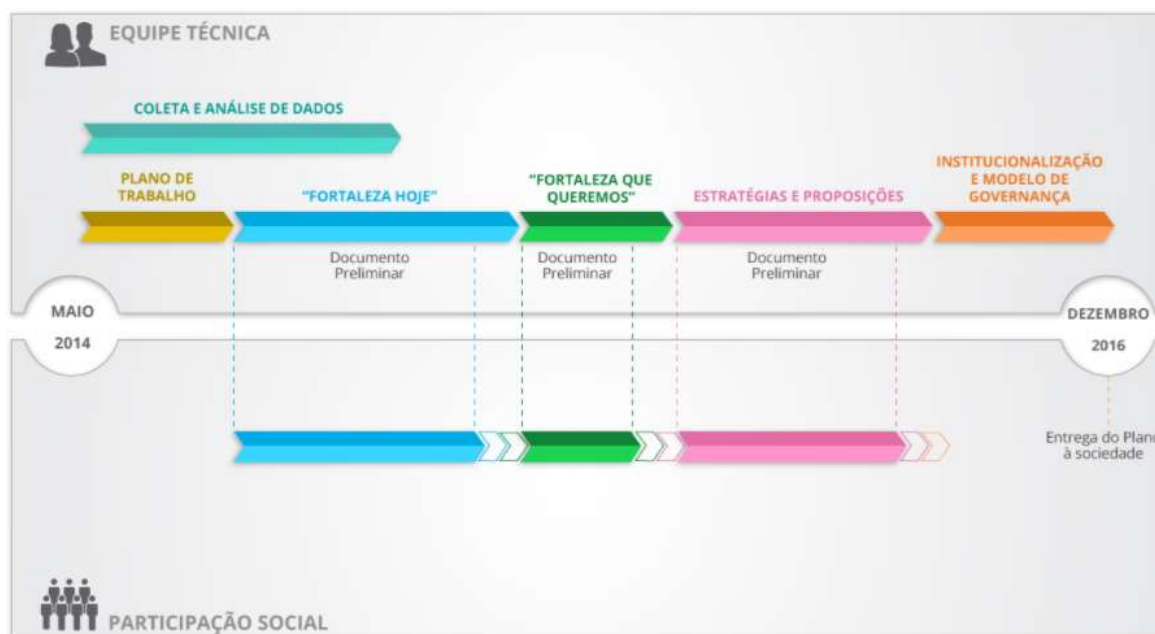 EQUIPE TÉCNICA
COLETA E ANÁLISE DE DADOS
PLANO DE
TRABALHO
"FORTALEZA HOJE"
"FORTALEZA QUE
QUEREMOS"
ESTRATÉGIAS E PROPOSIÇÕES
INSTITUCIONALIZAÇÃO
E MODELO DE
GOVERNANÇA
Documento
Preliminar
Documento
Preliminar
Documento
Preliminar
MAIO
2014
DEZEMBRO
2016
Entrega do Plano
à sociedade
PARTICIPAÇÃO SOCIAL